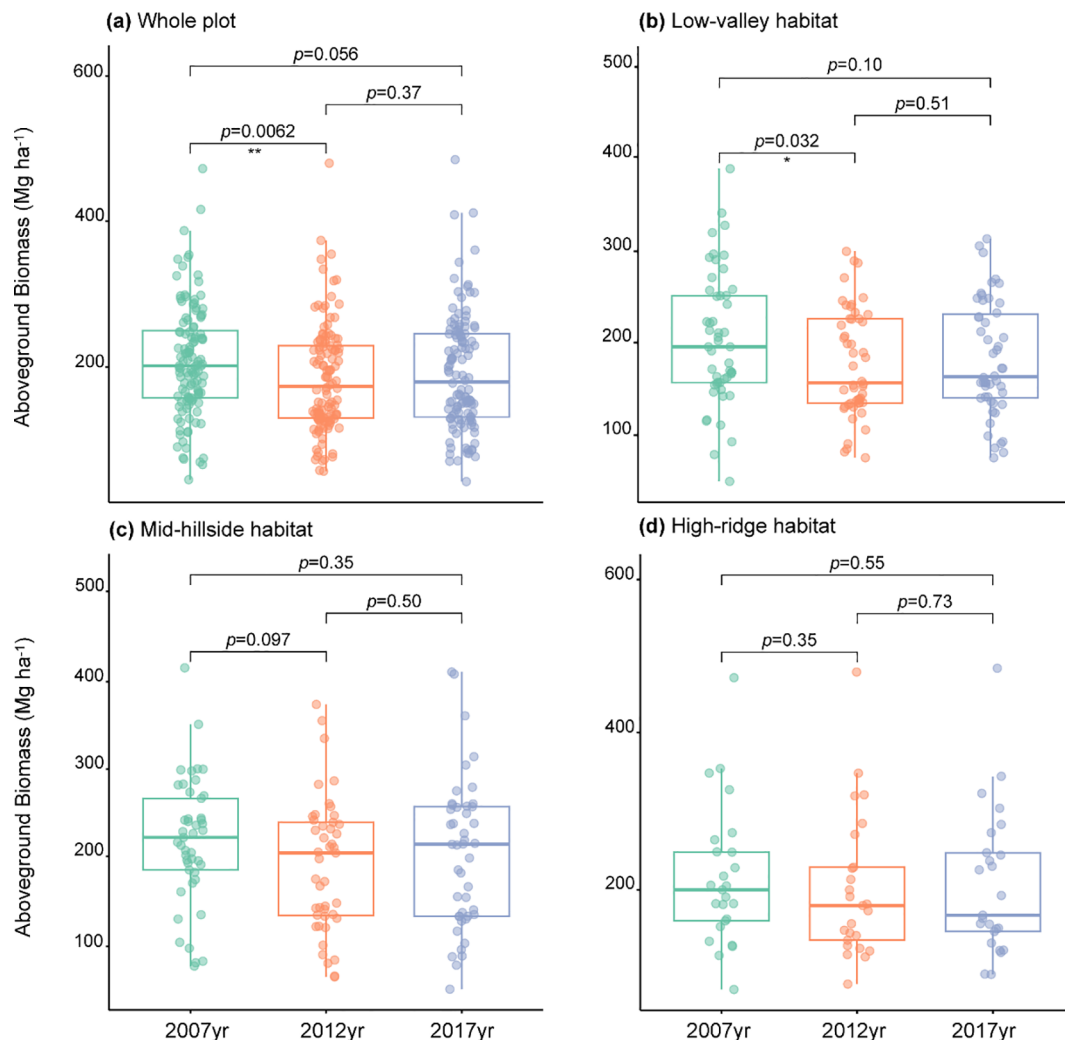 (a) Whole plot
Aboveground Biomass (Mg ha⁻¹)
600
400
200
p=0.056
p=0.37
p=0.0062
**
(b) Low-valley habitat
500
400
300
200
100
p=0.10
p=0.51
p=0.032
*
(c) Mid-hillside habitat
Aboveground Biomass (Mg ha⁻¹)
500
400
300
200
100
p=0.35
p=0.50
p=0.097
2007yr 2012yr 2017yr
(d) High-ridge habitat
600
400
200
p=0.55
p=0.73
p=0.35
2007yr 2012yr 2017yr